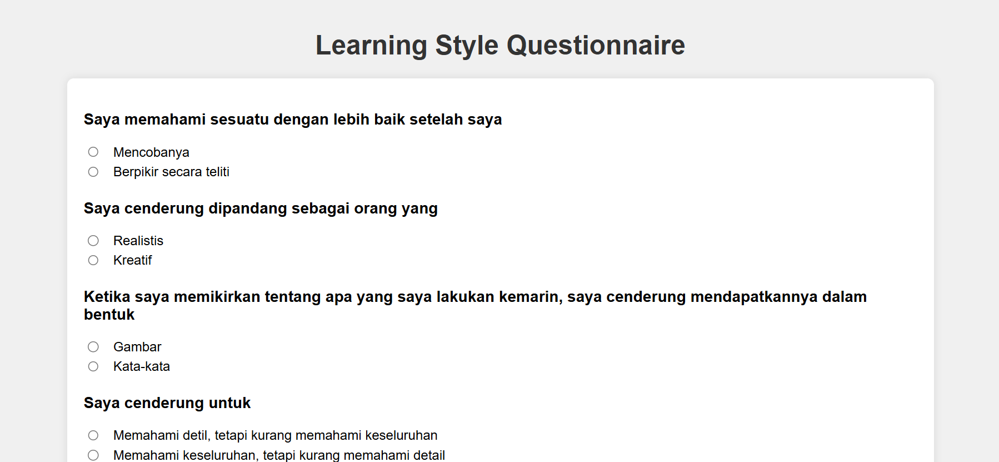 Learning Style Questionnaire
Saya memahami sesuatu dengan lebih baik setelah saya
Mencobanya
Berpikir secara teliti
Saya cenderung dipandang sebagai orang yang
Realistis
Kreatif
Ketika saya memikirkan tentang apa yang saya lakukan kemarin, saya cenderung mendapatkannya dalam
bentuk
Gambar
Kata-kata
Saya cenderung untuk
Memahami detil, tetapi kurang memahami keseluruhan
Memahami keseluruhan, tetapi kurang memahami detail